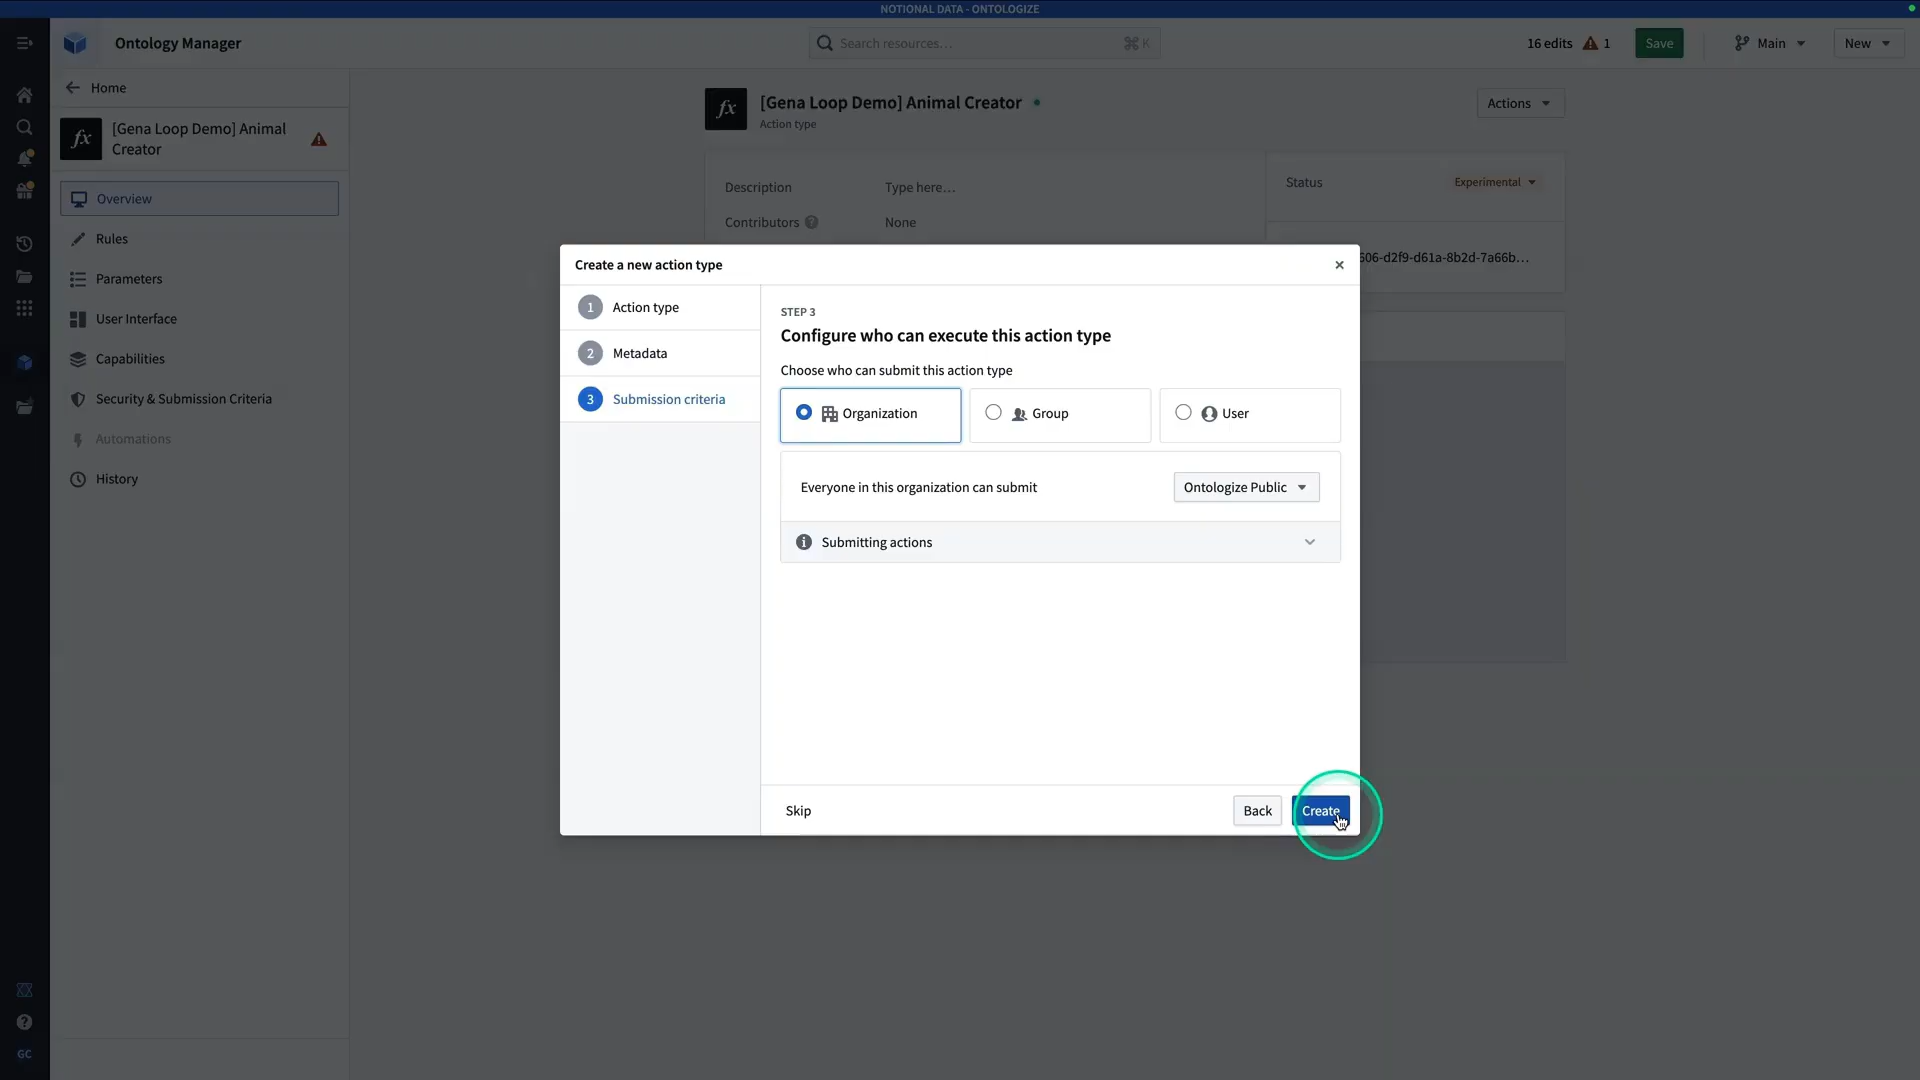 NOTIONAL DATA - ONTOLOGIZE
Ontology Manager
Search resources...
⌘ K
16 edits
1
Save
Main
New
Home
fx
[Gena Loop Demo] Animal
Creator
Overview
Rules
Parameters
User Interface
Capabilities
Security & Submission Criteria
Automations
History
GC
fx
[Gena Loop Demo] Animal Creator
Action type
Actions
Description
Type here...
Contributors
None
Status
Experimental
606-d2f9-d61a-8b2d-7a66b...
Create a new action type
1 Action type
2 Metadata
3 Submission criteria
STEP 3
Configure who can execute this action type
Choose who can submit this action type
Organization
Group
User
Everyone in this organization can submit
Ontologize Public
Submitting actions
Skip
Back
Create